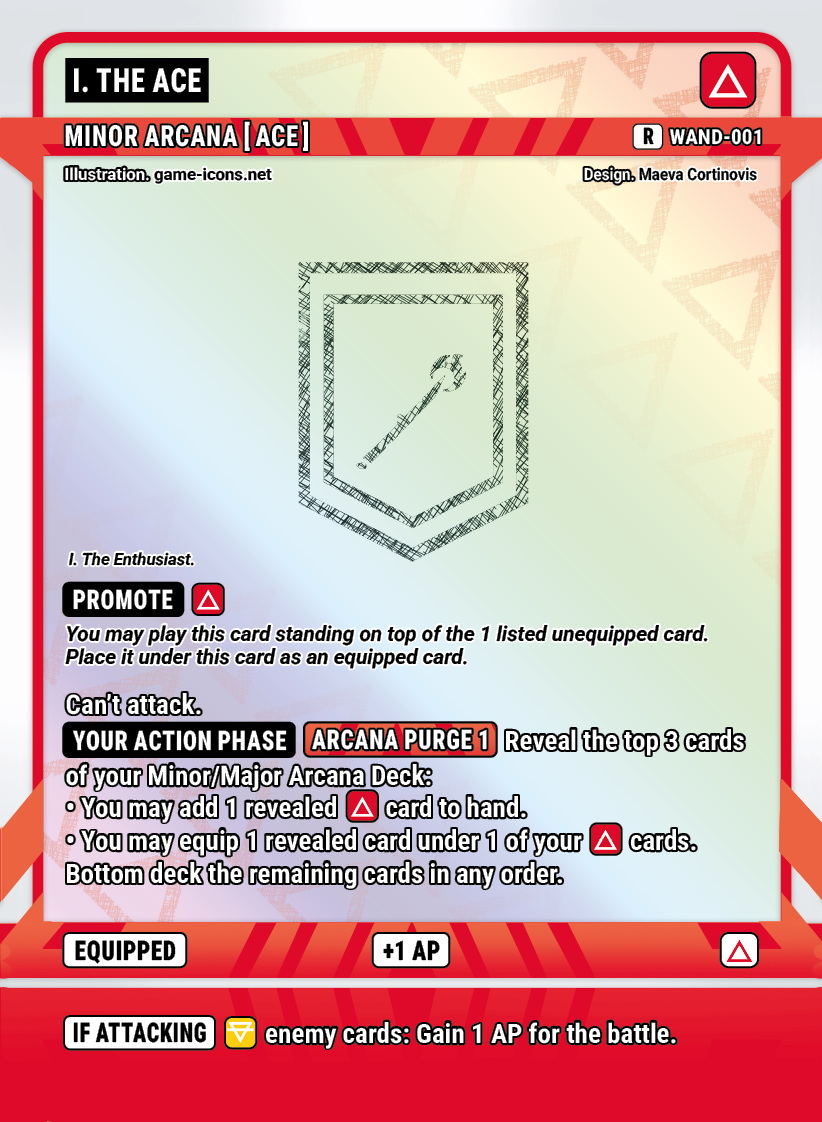 I. THE ACE
MINOR ARCANA [ ACE ]
R WAND-001
Illustration. game-icons.net
Design. Maeva Cortinovis
I. The Enthusiast.
PROMOTE
You may play this card standing on top of the 1 listed unequipped card.
Place it under this card as an equipped card.
Can't attack.
YOUR ACTION PHASE ARCANA PURGE 1 Reveal the top 3 cards
of your Minor/Major Arcana Deck:
• You may add 1 revealed card to hand.
• You may equip 1 revealed card under 1 of your cards.
Bottom deck the remaining cards in any order.
EQUIPPED
+1 AP
IF ATTACKING enemy cards: Gain 1 AP for the battle.